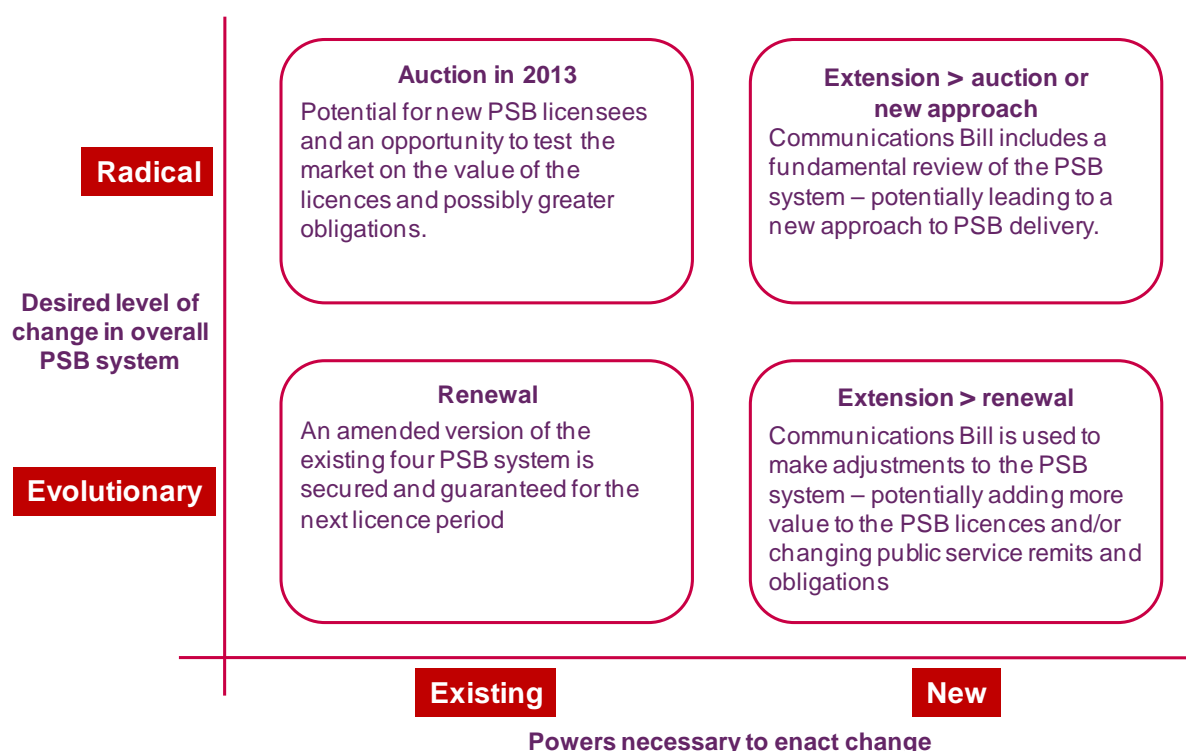 Auction in 2013
Potential for new PSB licensees
and an opportunity to test the
market on the value of the
licences and possibly greater
obligations.
Extension > auction or
new approach
Communications Bill includes a
fundamental review of the PSB
system – potentially leading to a
new approach to PSB delivery.
Radical
Desired level of
change in overall
PSB system
Renewal
An amended version of the
existing four PSB system is
secured and guaranteed for the
next licence period
Extension > renewal
Communications Bill is used to
make adjustments to the PSB
system – potentially adding more
value to the PSB licences and/or
changing public service remits and
obligations
Evolutionary
Existing
New
Powers necessary to enact change